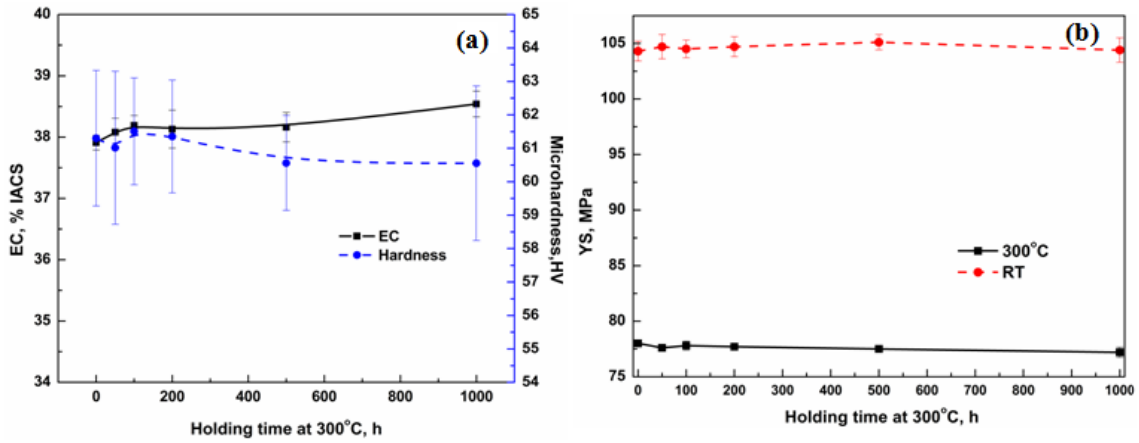 (a)
EC, % IACS
40
39
38
37
36
35
34
65
64
63
62
61
60
59
58
57
56
55
54
Microhardness,HV
EC
Hardness
0 200 400 600 800 1000
Holding time at 300°C, h
(b)
YS, MPa
105
100
95
90
85
80
75
300°C
RT
0 100 200 300 400 500 600 700 800 900 1000
Holding time at 300°C, h